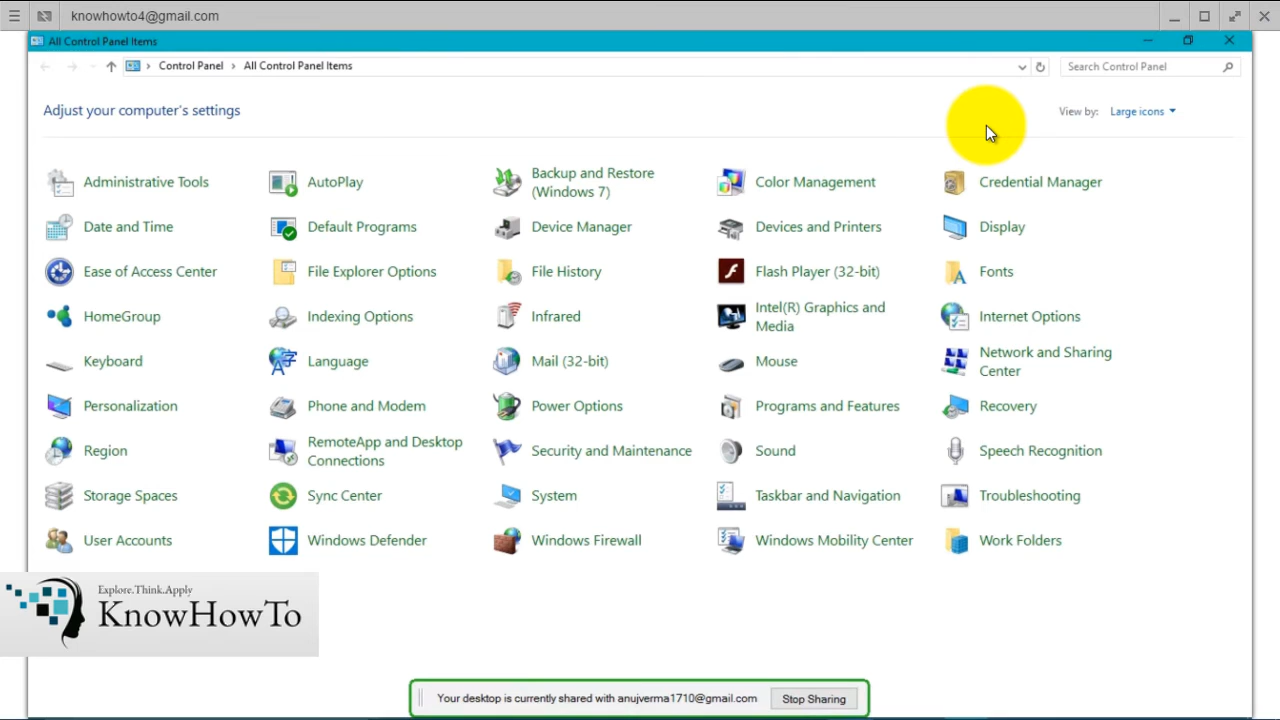 knowhowto4@gmail.com
All Control Panel Items
Control Panel > All Control Panel Items
Search Control Panel
Adjust your computer's settings
View by: Large icons
Administrative Tools
AutoPlay
Backup and Restore
(Windows 7)
Color Management
Credential Manager
Date and Time
Default Programs
Device Manager
Devices and Printers
Display
Ease of Access Center
File Explorer Options
File History
Flash Player (32-bit)
Fonts
HomeGroup
Indexing Options
Infrared
Intel(R) Graphics and
Media
Internet Options
Keyboard
Language
Mail (32-bit)
Mouse
Network and Sharing
Center
Personalization
Phone and Modem
Power Options
Programs and Features
Recovery
Region
RemoteApp and Desktop
Connections
Security and Maintenance
Sound
Speech Recognition
Storage Spaces
Sync Center
System
Taskbar and Navigation
Troubleshooting
User Accounts
Windows Defender
Windows Firewall
Windows Mobility Center
Work Folders
Explore.Think.Apply
KnowHowTo
Your desktop is currently shared with anujverma1710@gmail.com
Stop Sharing